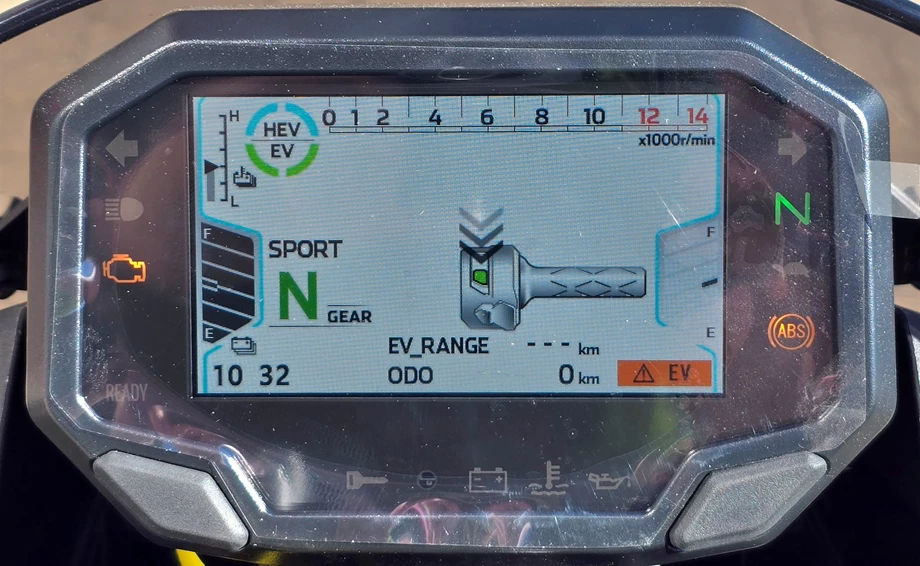 H
HEV
EV
L
0 1 2 4 6 8 10 12 14
x1000r/min
F
E
SPORT
N
GEAR
EV_RANGE --- km
ODO 0 km
10 32
F
E
EV
READY
N
ABS